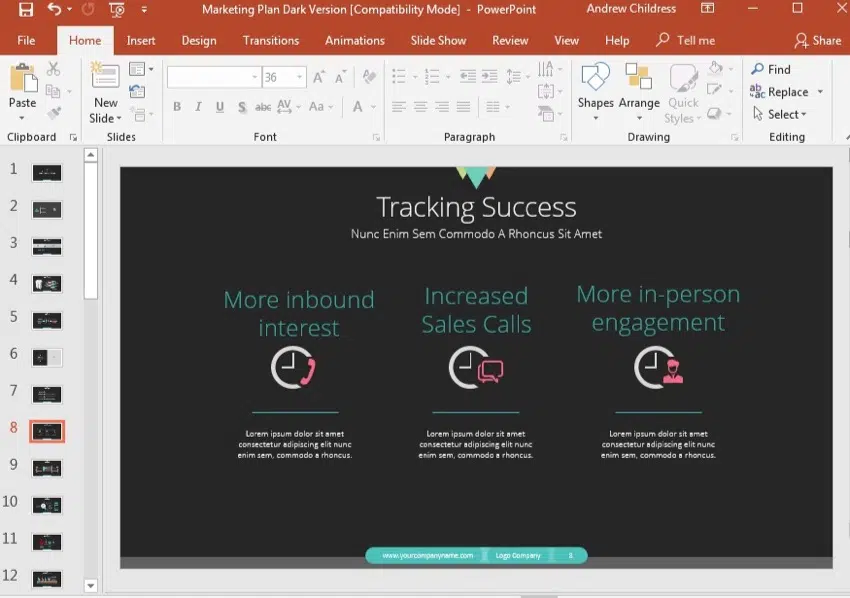 Marketing Plan Dark Version [Compatibility Mode] - PowerPoint
Andrew Childress
File Home Insert Design Transitions Animations Slide Show Review View Help Tell me Share
Paste
New
Slide
36
B I U S abc AV Aa A
Shapes Arrange Quick
Styles
Find
Replace
Select
Clipboard Slides Font Paragraph Drawing Editing
1
2
3
4
5
6
7
8
9
10
11
12
Tracking Success
Nunc Enim Sem Commodo A Rhoncus Sit Amet
More inbound
interest
Increased
Sales Calls
More in-person
engagement
Lorem ipsum dolor sit amet
consectetur adipiscing elit nunc
enim sem, commodo a rhoncus.
Lorem ipsum dolor sit amet
consectetur adipiscing elit nunc
enim sem, commodo a rhoncus.
Lorem ipsum dolor sit amet
consectetur adipiscing elit nunc
enim sem, commodo a rhoncus.
www.yourcompanyname.com Logo Company 8